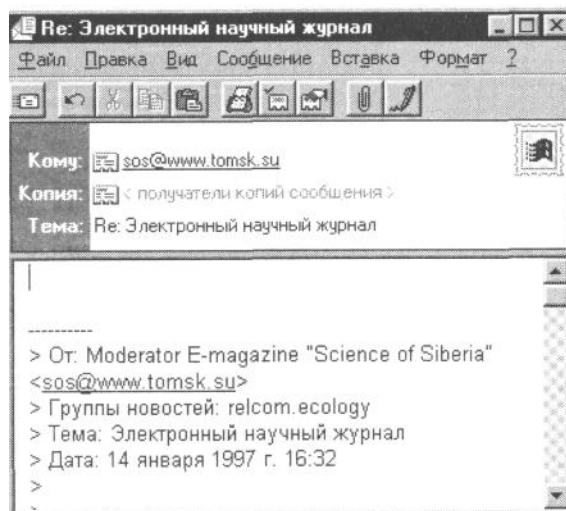 Re: Электронный научный журнал
Файл Правка Вид Сообщение Вставка Формат ?
Кому: sos@www.tomsk.su
Копия: < получатели копий сообщения >
Тема: Re: Электронный научный журнал
----------
> От: Moderator E-magazine "Science of Siberia"
<sos@www.tomsk.su>
> Группы новостей: relcom.ecology
> Тема: Электронный научный журнал
> Дата: 14 января 1997 г. 16:32
>
>